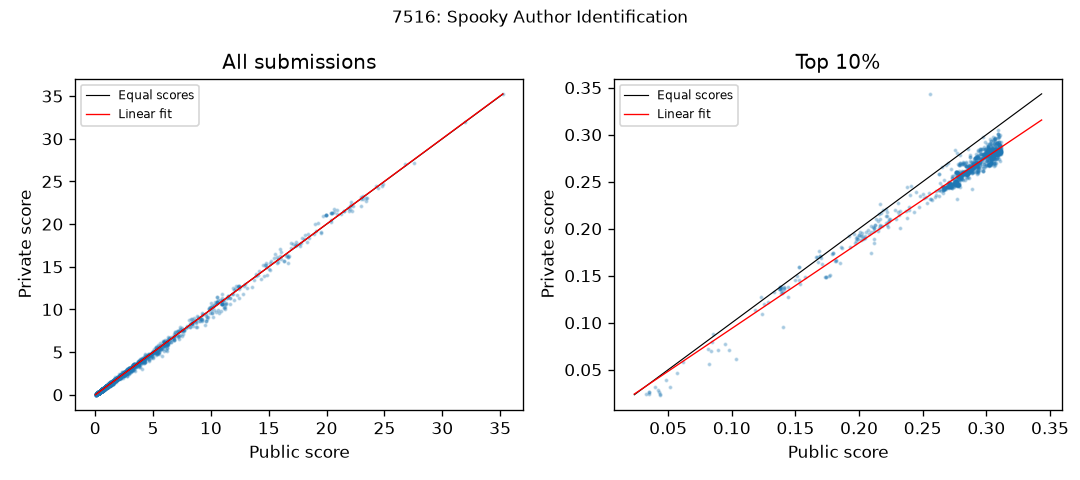 7516: Spooky Author Identification
All submissions
Equal scores
Linear fit
35
30
25
20
15
10
5
0
Private score
0 5 10 15 20 25 30 35
Public score
Top 10%
Equal scores
Linear fit
0.35
0.30
0.25
0.20
0.15
0.10
0.05
Private score
0.05 0.10 0.15 0.20 0.25 0.30 0.35
Public score